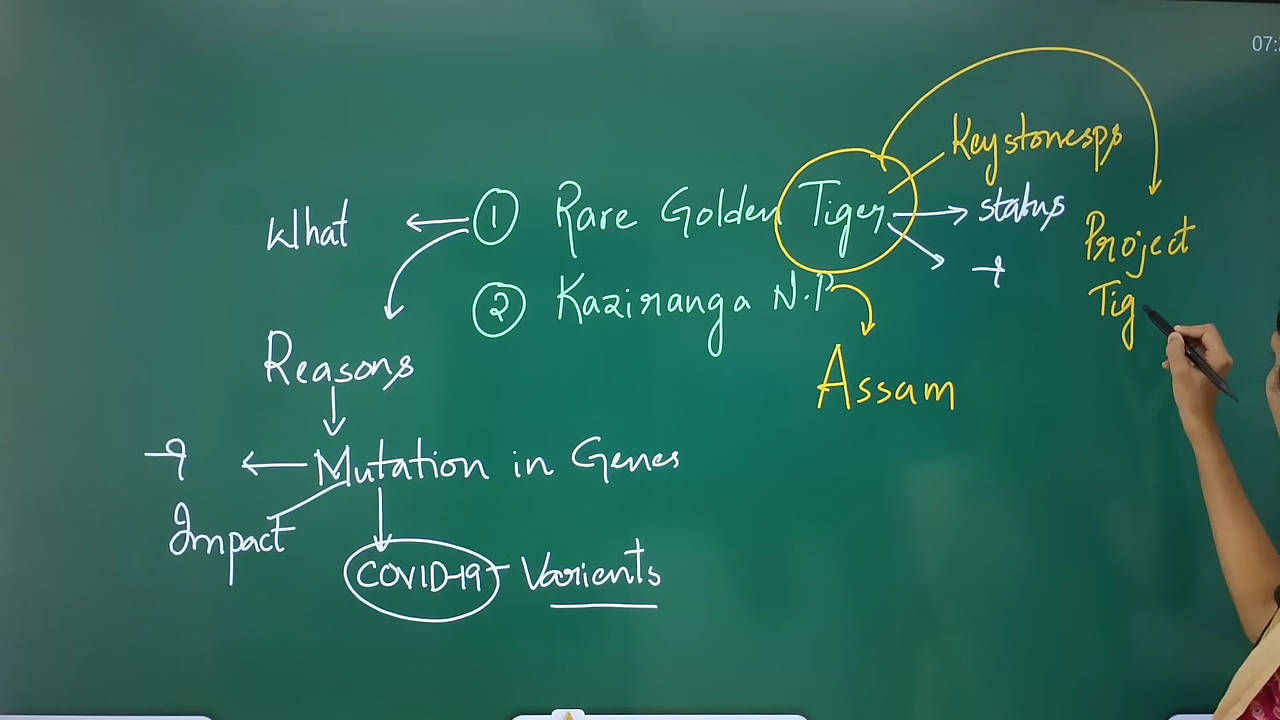 07:
Keystonesps
What ① Rare Golden Tiger status
Project
Tig
② Kaziranga N.P
Reasons
Assam
Mutation in Genes
Impact
COVID-19 - Varients